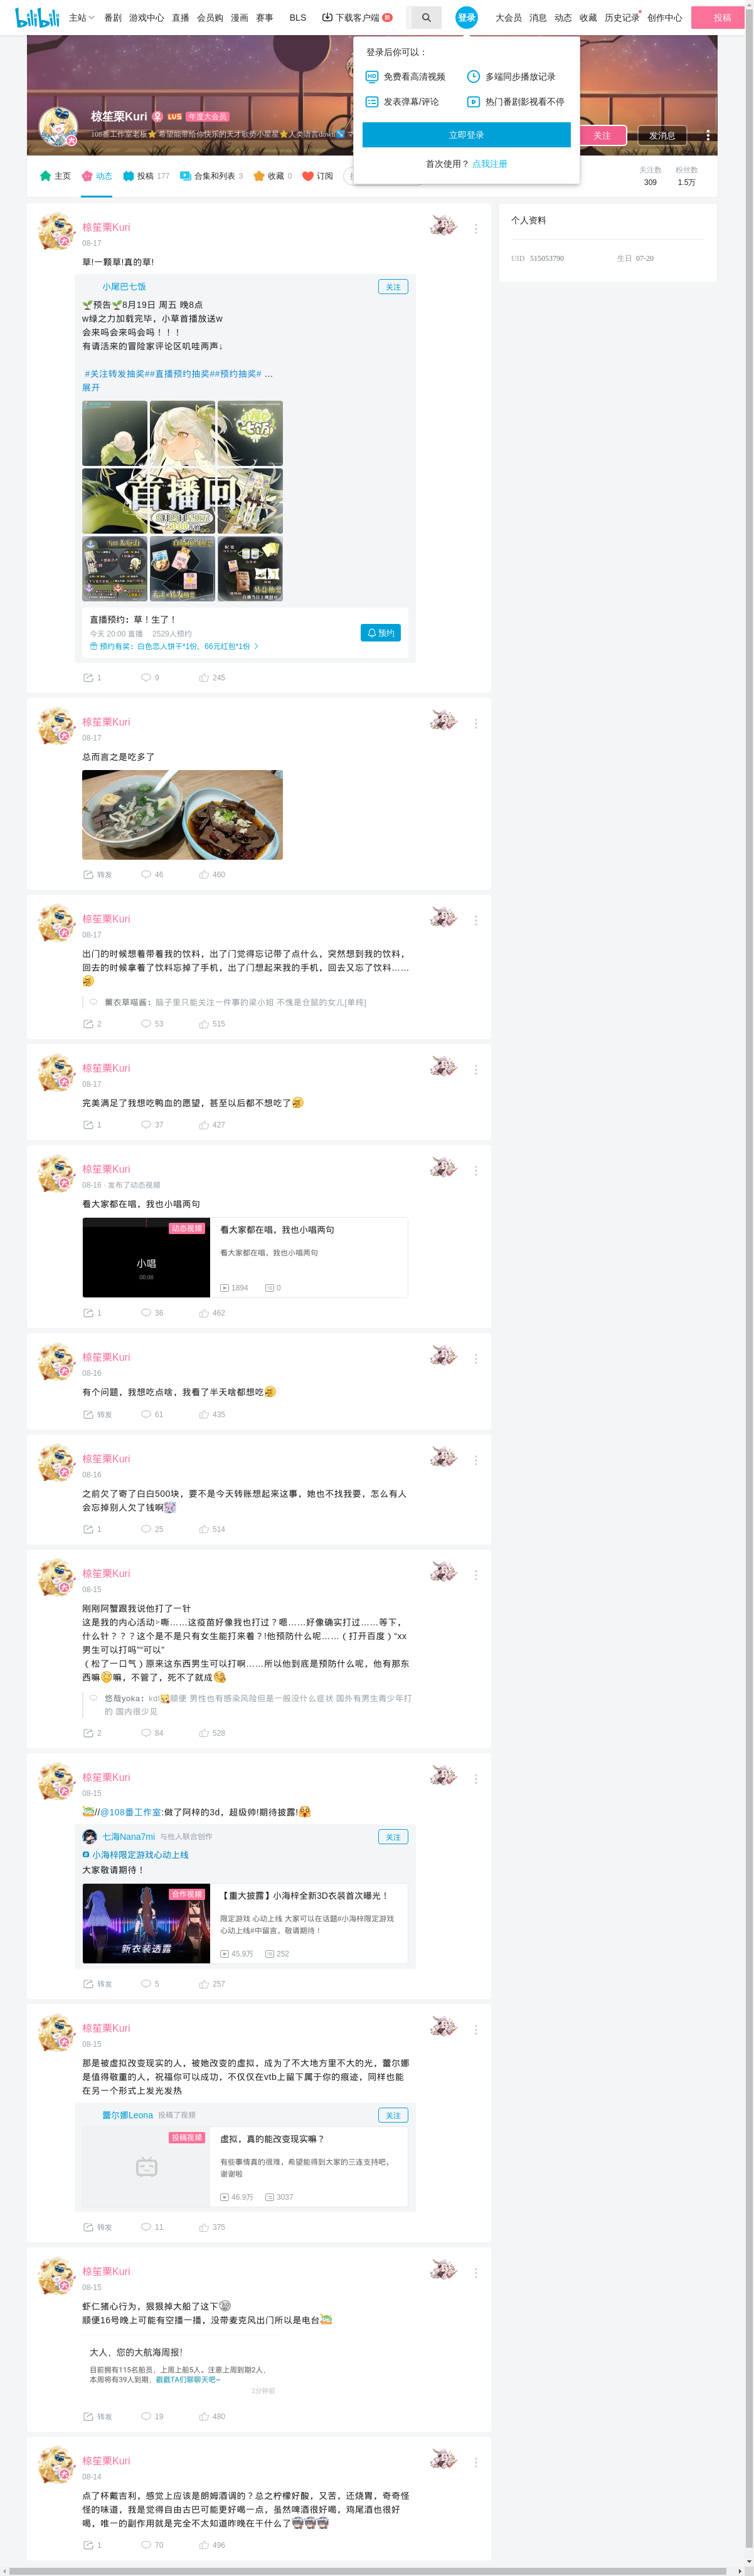 bilibili 主站 番剧 游戏中心 直播 会员购 漫画 赛事 BLS 下载客户端 登录 大会员 消息 动态 收藏 历史记录 创作中心 投稿
登录后你可以：
免费看高清视频 多端同步播放记录
发表弹幕/评论 热门番剧影视看不停
立即登录
首次使用？ 点我注册
椋笙栗Kuri LV5 年度大会员
108番工作室老板⭐希望能带给你快乐的天才歌势小星星⭐人类语言down
关注 发消息
主页 动态 投稿 177 合集和列表 3 收藏 0 订阅
关注数 粉丝数
309 1.5万
个人资料
UID 515053790 生日 07-20
椋笙栗Kuri
08-17
草!一颗草!真的草!
小尾巴七饭 关注
🌱预告🌱8月19日 周五 晚8点
w绿之力加载完毕，小草首播放送w
会来吗会来吗会吗！！！
有请活来的冒险家评论区叽哇两声↓
#关注转发抽奖##直播预约抽奖##预约抽奖# ...
展开
首播回
直播预约：草！生了！
今天 20:00 直播 2529人预约
预约有奖：白色恋人饼干*1份、66元红包*1份
预约
1 9 245
椋笙栗Kuri
08-17
总而言之是吃多了
转发 46 460
椋笙栗Kuri
08-17
出门的时候想着带着我的饮料，出了门觉得忘记带了点什么，突然想到我的饮料，
回去的时候拿着了饮料忘掉了手机，出了门想起来我的手机，回去又忘了饮料……
薰衣草喵酱：脑子里只能关注一件事的梁小姐 不愧是仓鼠的女儿[单纯]
2 53 515
椋笙栗Kuri
08-17
完美满足了我想吃鸭血的愿望，甚至以后都不想吃了
1 37 427
椋笙栗Kuri
08-16 · 发布了动态视频
看大家都在唱，我也小唱两句
动态视频
小唱
00:08
看大家都在唱，我也小唱两句
看大家都在唱，我也小唱两句
1894 0
1 36 462
椋笙栗Kuri
08-16
有个问题，我想吃点啥，我看了半天啥都想吃
转发 61 435
椋笙栗Kuri
08-16
之前欠了寄了白白500块，要不是今天转账想起来这事，她也不找我要，怎么有人
会忘掉别人欠了钱啊
1 25 514
椋笙栗Kuri
08-15
刚刚阿蟹跟我说他打了一针
这是我的内心活动>嘶……这疫苗好像我也打过？嗯……好像确实打过……等下，
什么针？？？这个是不是只有女生能打来着？!他预防什么呢……（打开百度）“xx
男生可以打吗”“可以”
（松了一口气）原来这东西男生可以打啊……所以他到底是预防什么呢，他有那东
西嘛嘛，不管了，死不了就成
悠哉yoka：kdl顺便 男性也有感染风险但是一般没什么症状 国外有男生青少年打
的 国内很少见
2 84 528
椋笙栗Kuri
08-15
//@108番工作室:做了阿梓的3d，超级帅!期待披露!
七海Nana7mi 与他人联合创作 关注
小海梓限定游戏心动上线
大家敬请期待！
合作视频
新衣装透露
【重大披露】小海梓全新3D衣装首次曝光！
限定游戏 心动上线 大家可以在话题#小海梓限定游戏
心动上线#中留言，敬请期待！
45.9万 252
转发 5 257
椋笙栗Kuri
08-15
那是被虚拟改变现实的人，被她改变的虚拟，成为了不大地方里不大的光，蕾尔娜
是值得敬重的人，祝福你可以成功，不仅仅在vtb上留下属于你的痕迹，同样也能
在另一个形式上发光发热
蕾尔娜Leona 投稿了视频 关注
投稿视频
虚拟，真的能改变现实嘛？
有些事情真的很难，希望能得到大家的三连支持吧，
谢谢啦
46.9万 3037
转发 11 375
椋笙栗Kuri
08-15
虾仁猪心行为，狠狠掉大船了这下
顺便16号晚上可能有空播一播，没带麦克风出门所以是电台
大人，您的大航海周报!
目前拥有115名船员，上周上船5人。注意上周到期2人，
本周将有39人到期，戳戳TA们聊聊天吧~
2分钟前
转发 19 480
椋笙栗Kuri
08-14
点了杯戴吉利，感觉上应该是朗姆酒调的？总之柠檬好酸，又苦，还烧胃，奇奇怪
怪的味道，我是觉得自由古巴可能更好喝一点，虽然啤酒很好喝，鸡尾酒也很好
喝，唯一的副作用就是完全不太知道昨晚在干什么了
1 70 496